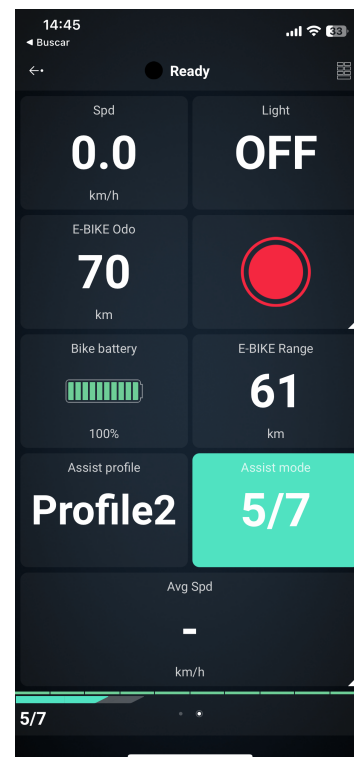 14:45
33
◀ Buscar
Ready
Spd
0.0
km/h
Light
OFF
E-BIKE Odo
70
km
Bike battery
100%
E-BIKE Range
61
km
Assist profile
Profile2
Assist mode
5/7
Avg Spd
-
km/h
5/7